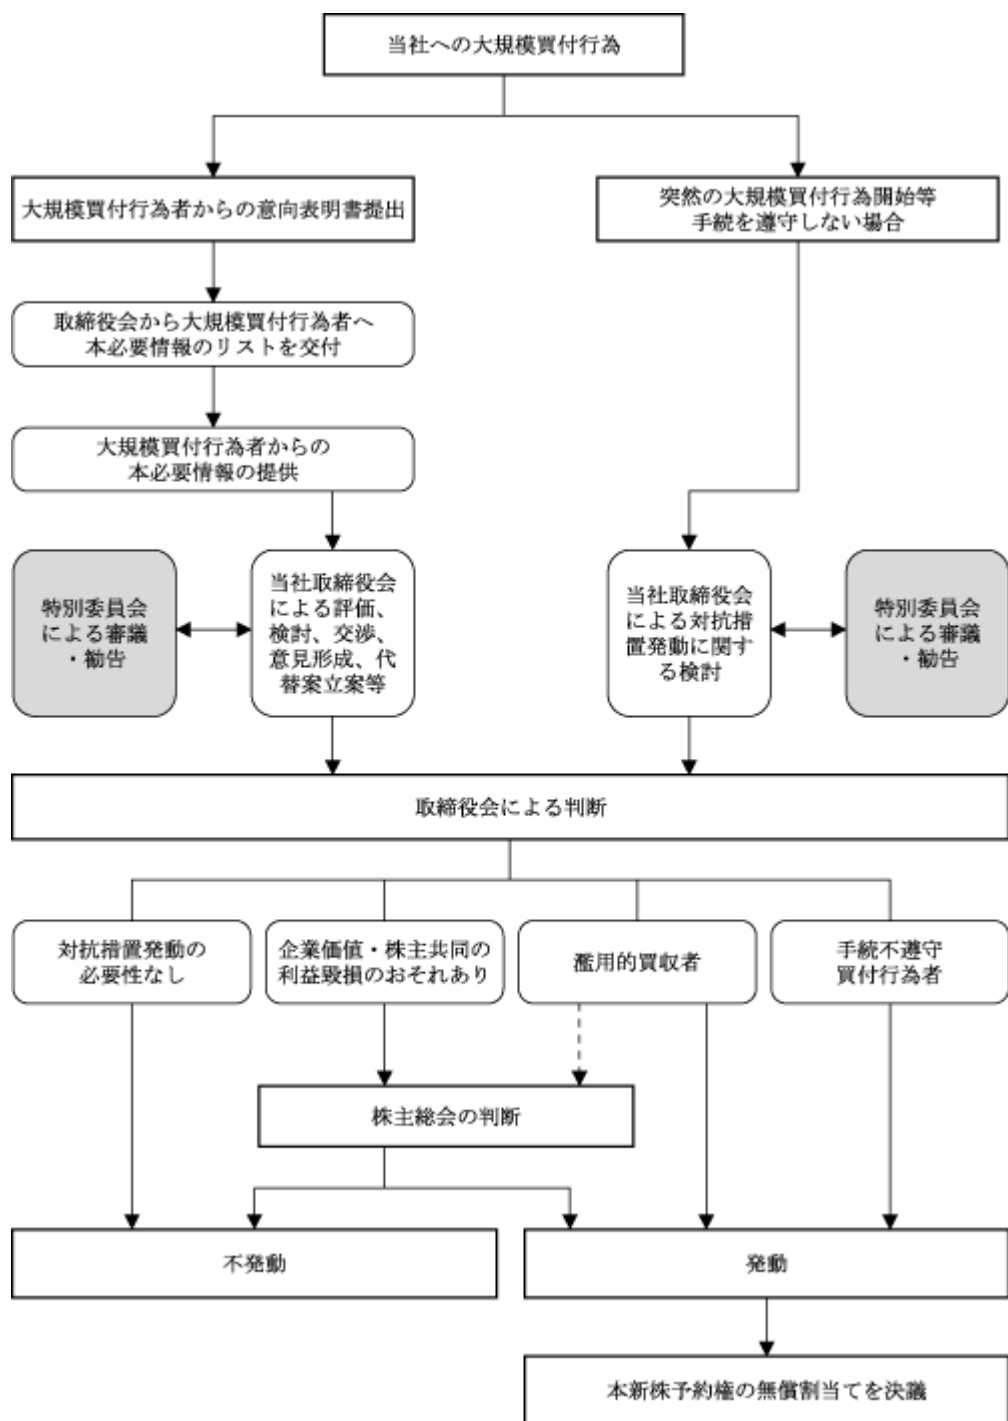 当社への大規模買付行為
大規模買付行為者からの意向表明書提出
突然の大規模買付行為開始等
手続を遵守しない場合
取締役会から大規模買付行為者へ
本必要情報のリストを交付
大規模買付行為者からの
本必要情報の提供
特別委員会
による審議
・勧告
当社取締役会
による評価、
検討、交渉、
意見形成、代
替案立案等
当社取締役会
による対抗措
置発動に関す
る検討
特別委員会
による審議
・勧告
取締役会による判断
対抗措置発動の
必要性なし
企業価値・株主共同の
利益毀損のおそれあり
濫用的買収者
手続不遵守
買付行為者
株主総会の判断
不発動
発動
本新株予約権の無償割当てを決議